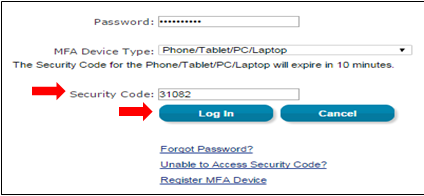 Password: ••••••••••
MFA Device Type: Phone/Tablet/PC/Laptop
The Security Code for the Phone/Tablet/PC/Laptop will expire in 10 minutes.
Security Code: 31082
Log In Cancel
Forgot Password?
Unable to Access Security Code?
Register MFA Device